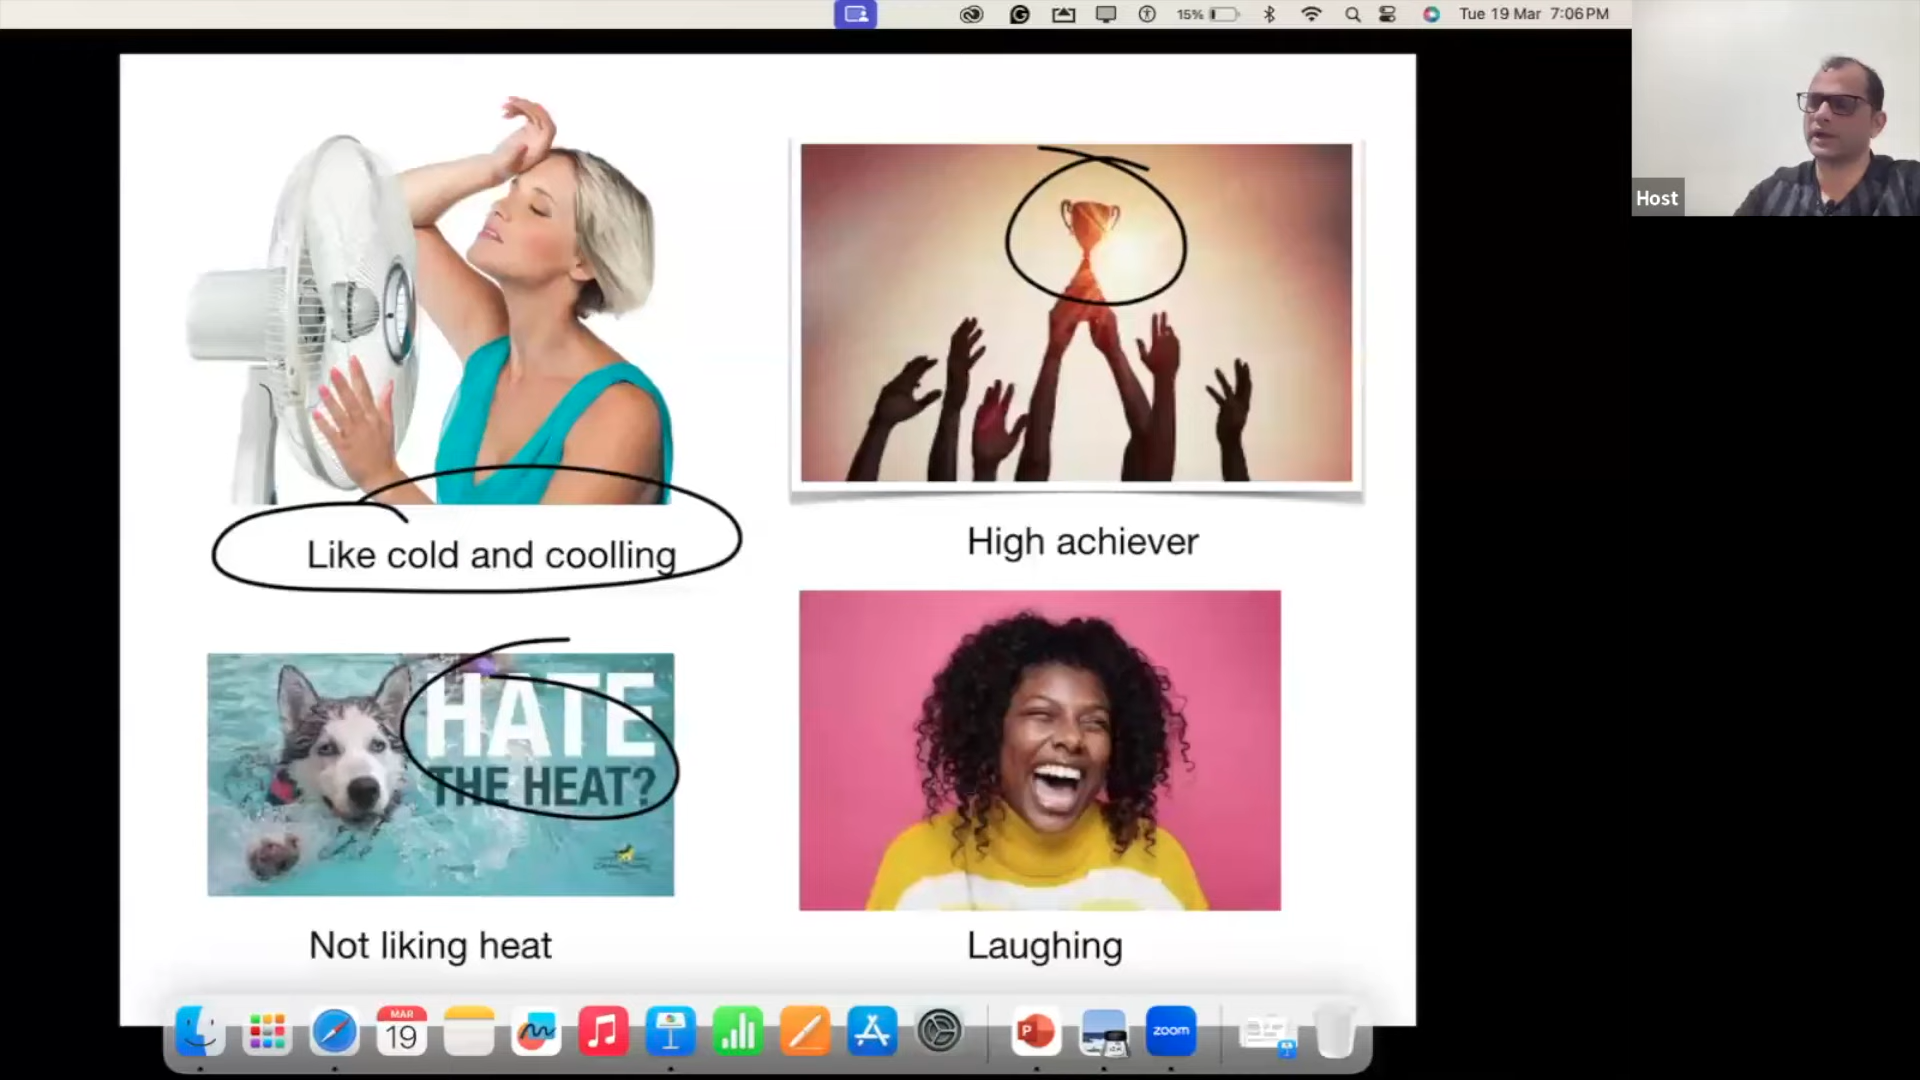 15% Tue 19 Mar 7:06 PM
Host
Like cold and coolling
High achiever
HATE
THE HEAT?
Not liking heat
Laughing
MAR
19
P
zoom